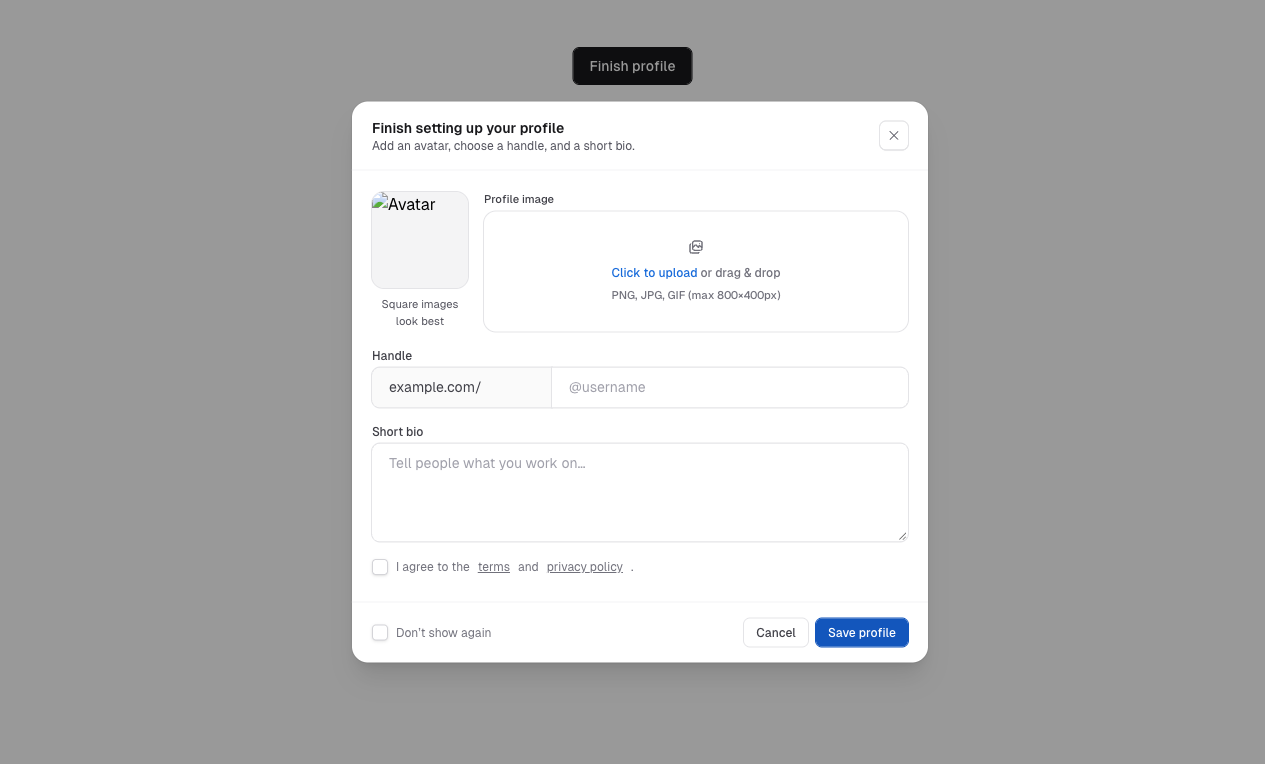 Finish profile
Finish setting up your profile
Add an avatar, choose a handle, and a short bio.
Avatar
Square images
look best
Profile image
Click to upload or drag & drop
PNG, JPG, GIF (max 800×400px)
Handle
example.com/
@username
Short bio
Tell people what you work on…
I agree to the terms and privacy policy .
Don't show again
Cancel
Save profile